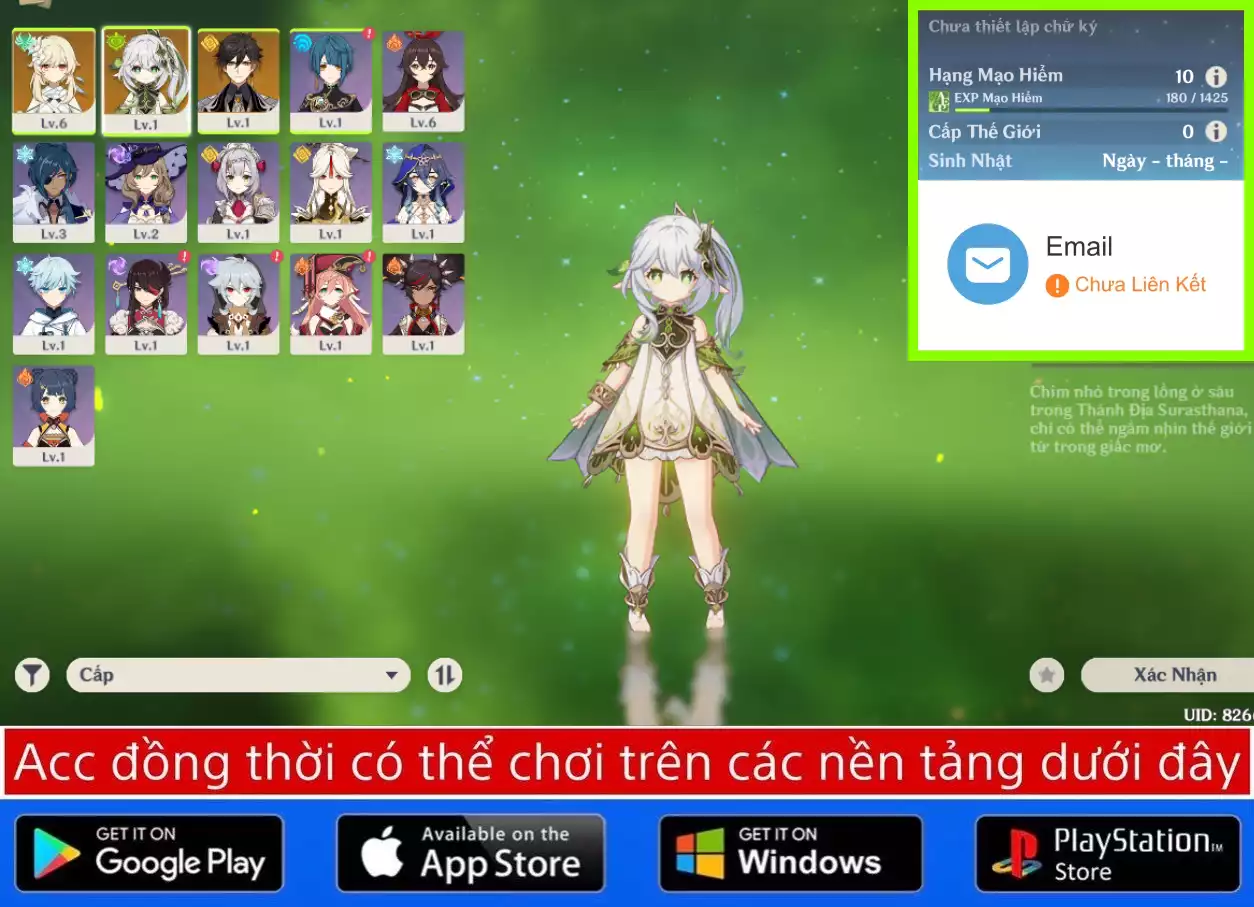 Lv.6
Lv.1
Lv.1
Lv.1
Lv.6
Lv.3
Lv.2
Lv.1
Lv.1
Lv.1
Lv.1
Lv.1
Lv.1
Lv.1
Lv.1
Lv.1
Chưa thiết lập chữ ký
Hạng Mạo Hiểm 10
EXP Mạo Hiểm 180 / 1425
Cấp Thế Giới 0
Sinh Nhật Ngày - tháng -
Email
Chưa Liên Kết
Chim nhỏ trong lồng ở sâu
trong Thánh Địa Surasthana,
chỉ có thể ngắm nhìn thế giới
từ trong giấc mơ.
Cấp
Xác Nhận
UID: 826
Acc đồng thời có thể chơi trên các nền tảng dưới đây
GET IT ON
Google Play
Available on the
App Store
GET IT ON
Windows
PlayStation™
Store